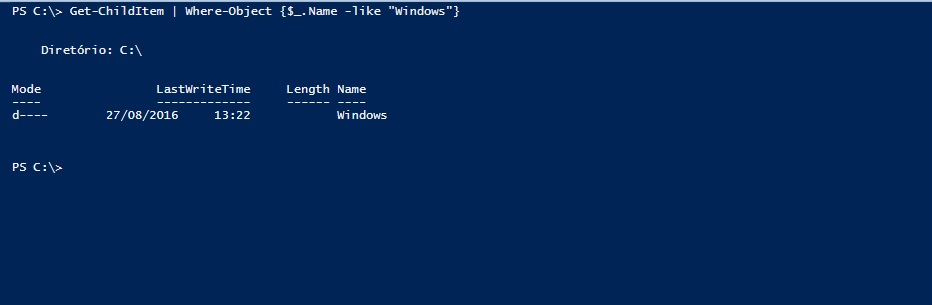 PS C:\> Get-ChildItem | Where-Object {$_.Name -like "Windows"}
Diretório: C:\
Mode LastWriteTime Length Name
---- ------------- ------ ----
d---- 27/08/2016 13:22 Windows
PS C:\>